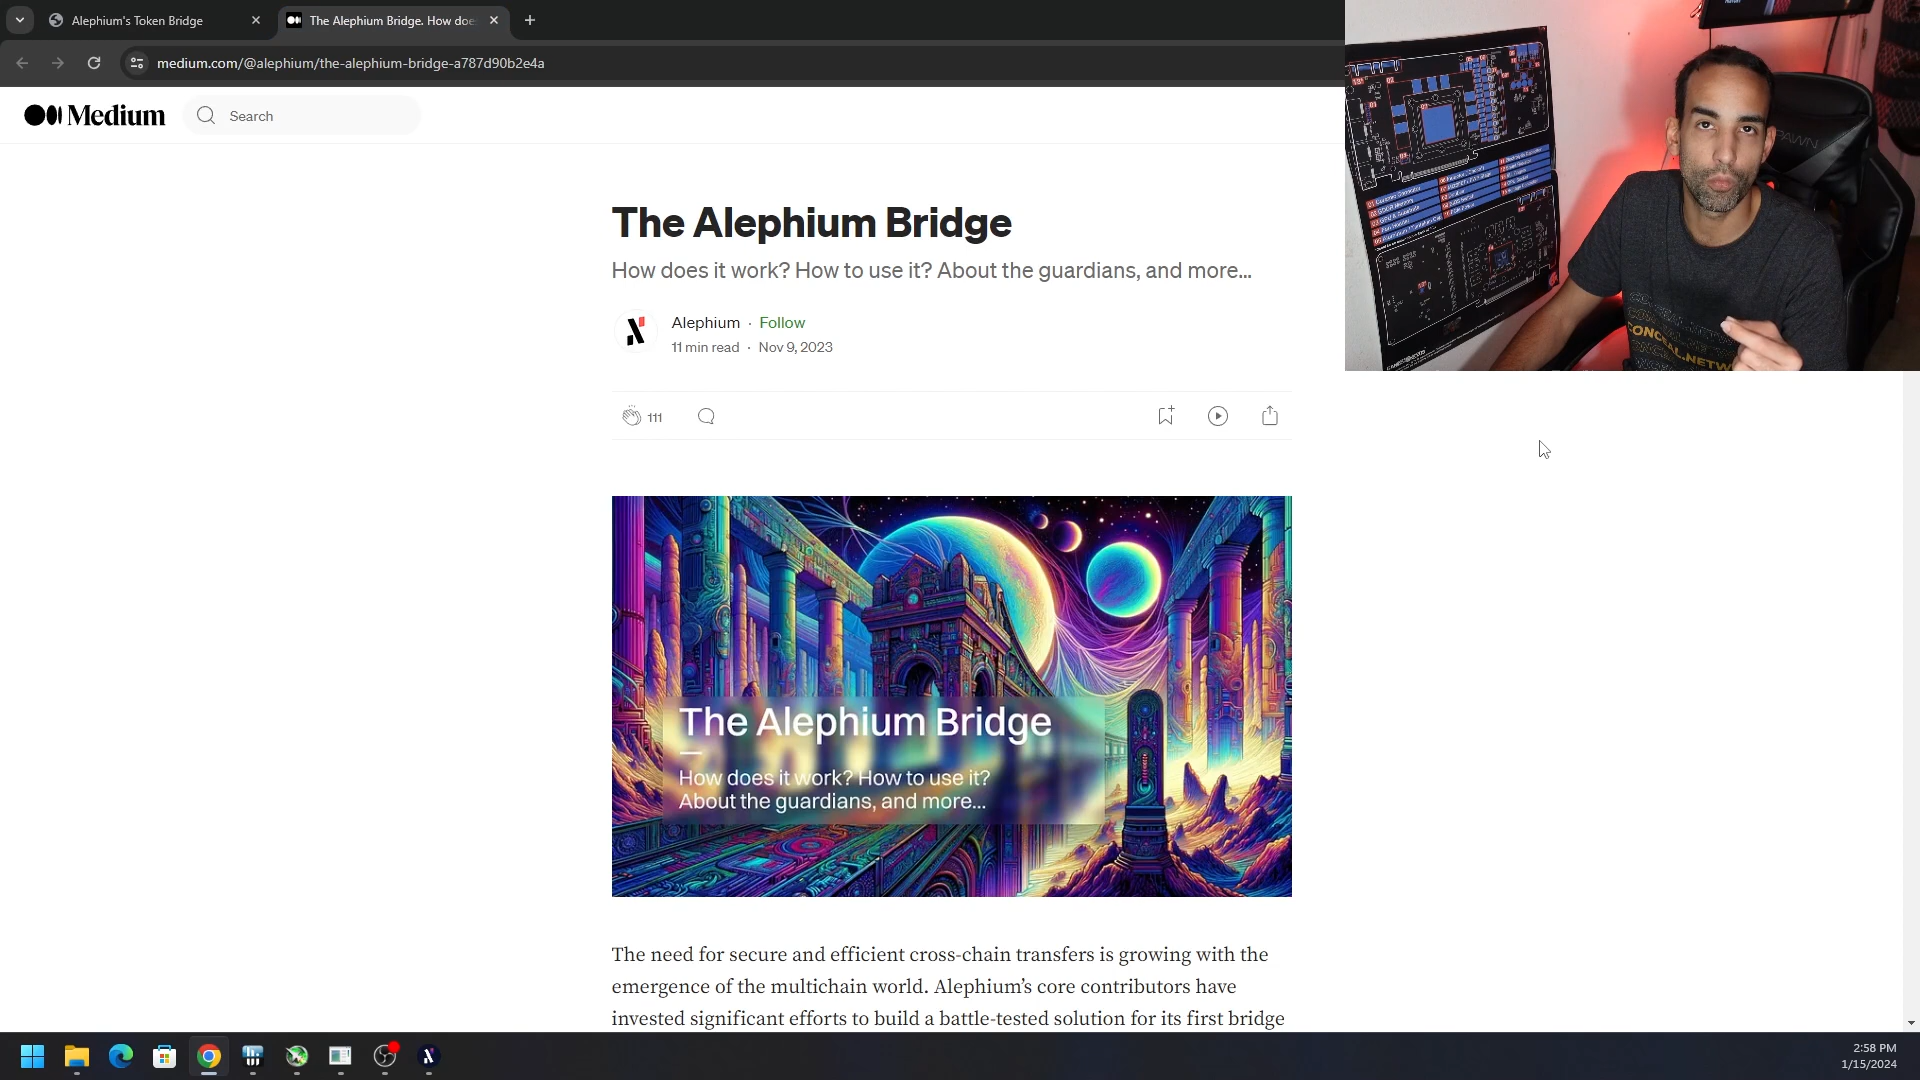 Alephium's Token Bridge
The Alephium Bridge. How doe
medium.com/@alephium/the-alephium-bridge-a787d90b2e4a
Medium
Search
The Alephium Bridge
How does it work? How to use it? About the guardians, and more...
Alephium · Follow
11 min read · Nov 9, 2023
111
The Alephium Bridge
How does it work? How to use it?
About the guardians, and more...
The need for secure and efficient cross-chain transfers is growing with the
emergence of the multichain world. Alephium’s core contributors have
invested significant efforts to build a battle-tested solution for its first bridge
CONCEAL.NETW
2:58 PM
1/15/2024